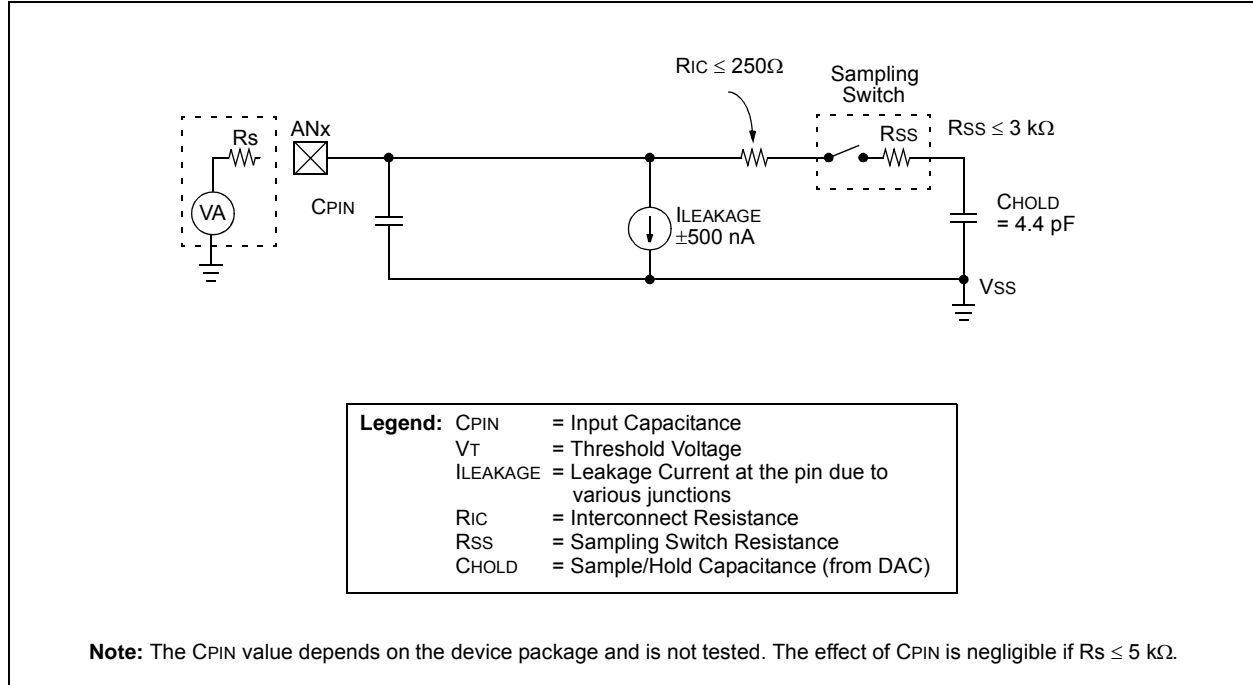 RIC ≤ 250Ω
Sampling
Switch
Rs
ANx
RSS
RSS ≤ 3 kΩ
VA
CPIN
ILEAKAGE
±500 nA
CHOLD
= 4.4 pF
VSS
Legend: CPIN = Input Capacitance
VT = Threshold Voltage
ILEAKAGE = Leakage Current at the pin due to
various junctions
RIC = Interconnect Resistance
RSS = Sampling Switch Resistance
CHOLD = Sample/Hold Capacitance (from DAC)
Note: The CPIN value depends on the device package and is not tested. The effect of CPIN is negligible if Rs ≤ 5 kΩ.